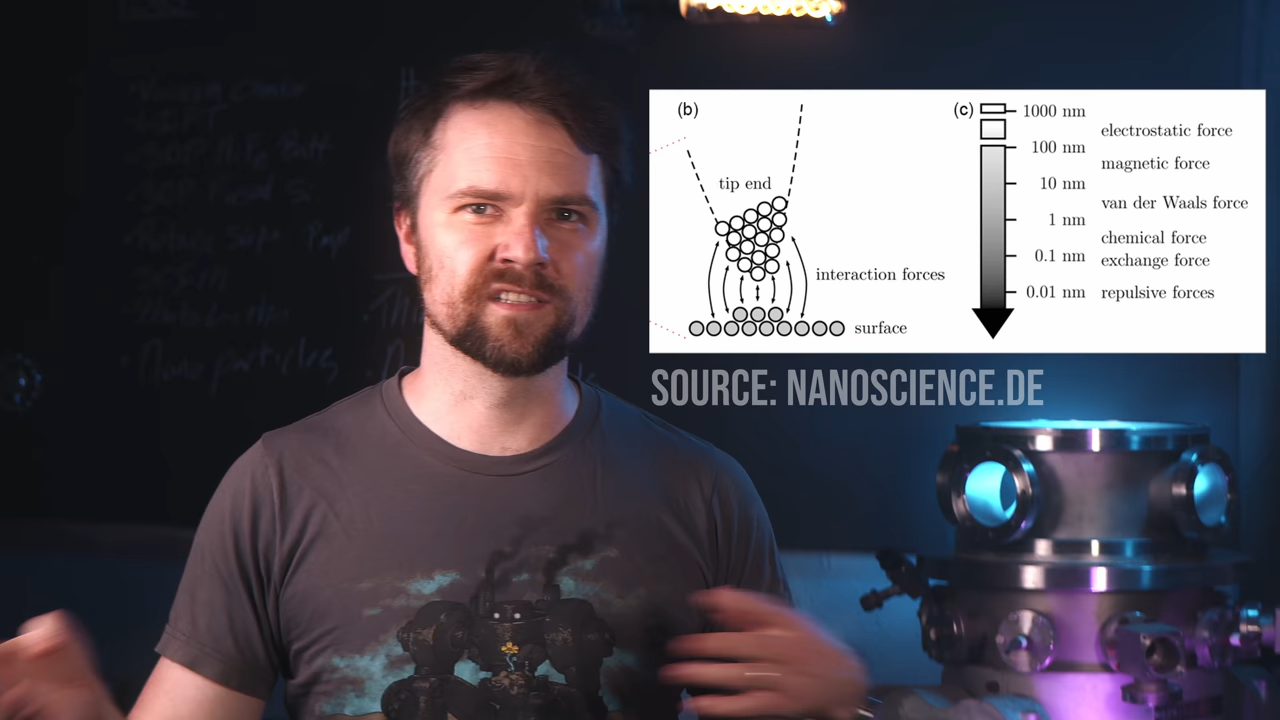 (b)
tip end
interaction forces
surface
(c)
1000 nm
electrostatic force
100 nm
magnetic force
10 nm
van der Waals force
1 nm
chemical force
0.1 nm
exchange force
0.01 nm
repulsive forces
SOURCE: NANOSCIENCE.DE